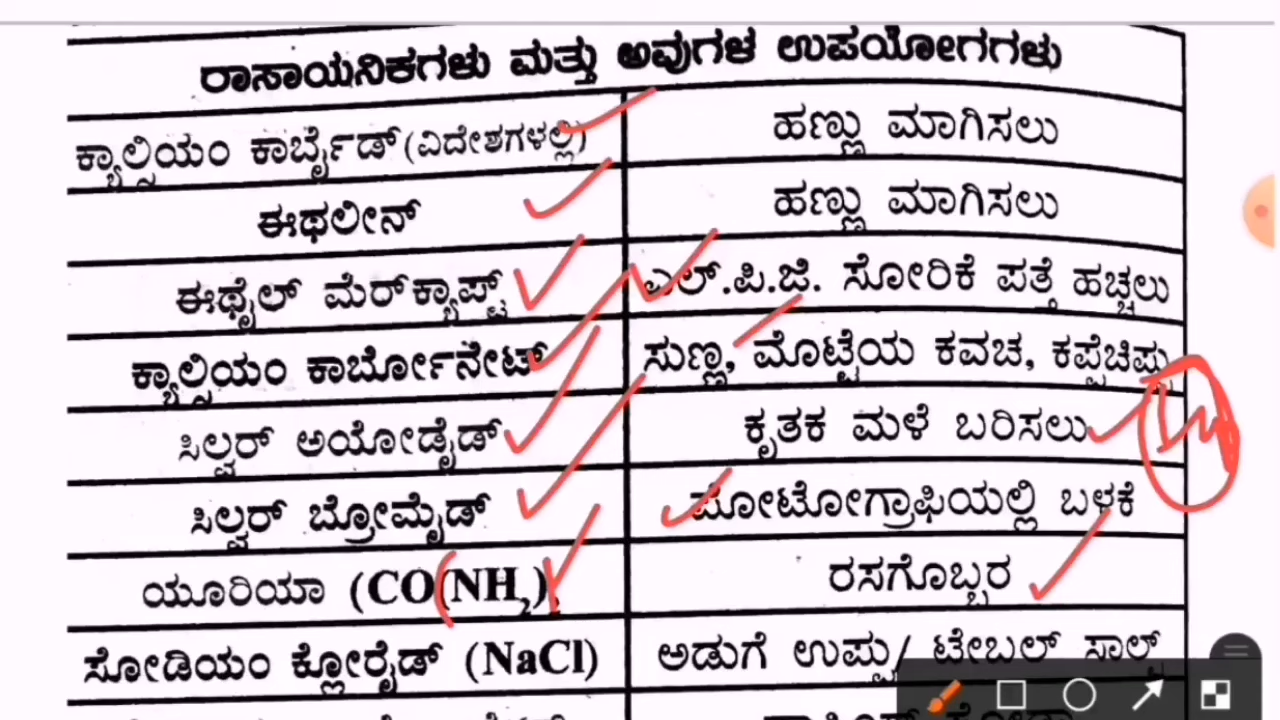 ರಾಸಾಯನಿಕಗಳು ಮತ್ತು ಅವುಗಳ ಉಪಯೋಗಗಳು
ಕ್ಯಾಲ್ಸಿಯಂ ಕಾರ್ಬೈಡ್ (ವಿದೇಶಗಳಲ್ಲಿ) ಹಣ್ಣು ಮಾಗಿಸಲು
ಈಥಲೀನ್ ಹಣ್ಣು ಮಾಗಿಸಲು
ಈಥೈಲ್ ಮೆರ್‌ಕ್ಯಾಪ್ಟ್ ಎಲ್.ಪಿ.ಜಿ. ಸೋರಿಕೆ ಪತ್ತೆ ಹಚ್ಚಲು
ಕ್ಯಾಲ್ಸಿಯಂ ಕಾರ್ಬೋನೇಟ್ ಸುಣ್ಣ, ಮೊಟ್ಟೆಯ ಕವಚ, ಕಪ್ಪೆಚಿಪ್ಪು
ಸಿಲ್ವರ್ ಅಯೋಡೈಡ್ ಕೃತಕ ಮಳೆ ಬರಿಸಲು
ಸಿಲ್ವರ್ ಬ್ರೋಮೈಡ್ ಪೋಟೋಗ್ರಾಫಿಯಲ್ಲಿ ಬಳಕೆ
ಯೂರಿಯಾ (CO(NH₂)₂ ರಸಗೊಬ್ಬರ
ಸೋಡಿಯಂ ಕ್ಲೋರೈಡ್ (NaCl) ಅಡುಗೆ ಉಪ್ಪು/ ಟೇಬಲ್ ಸಾಲ್ಟ್